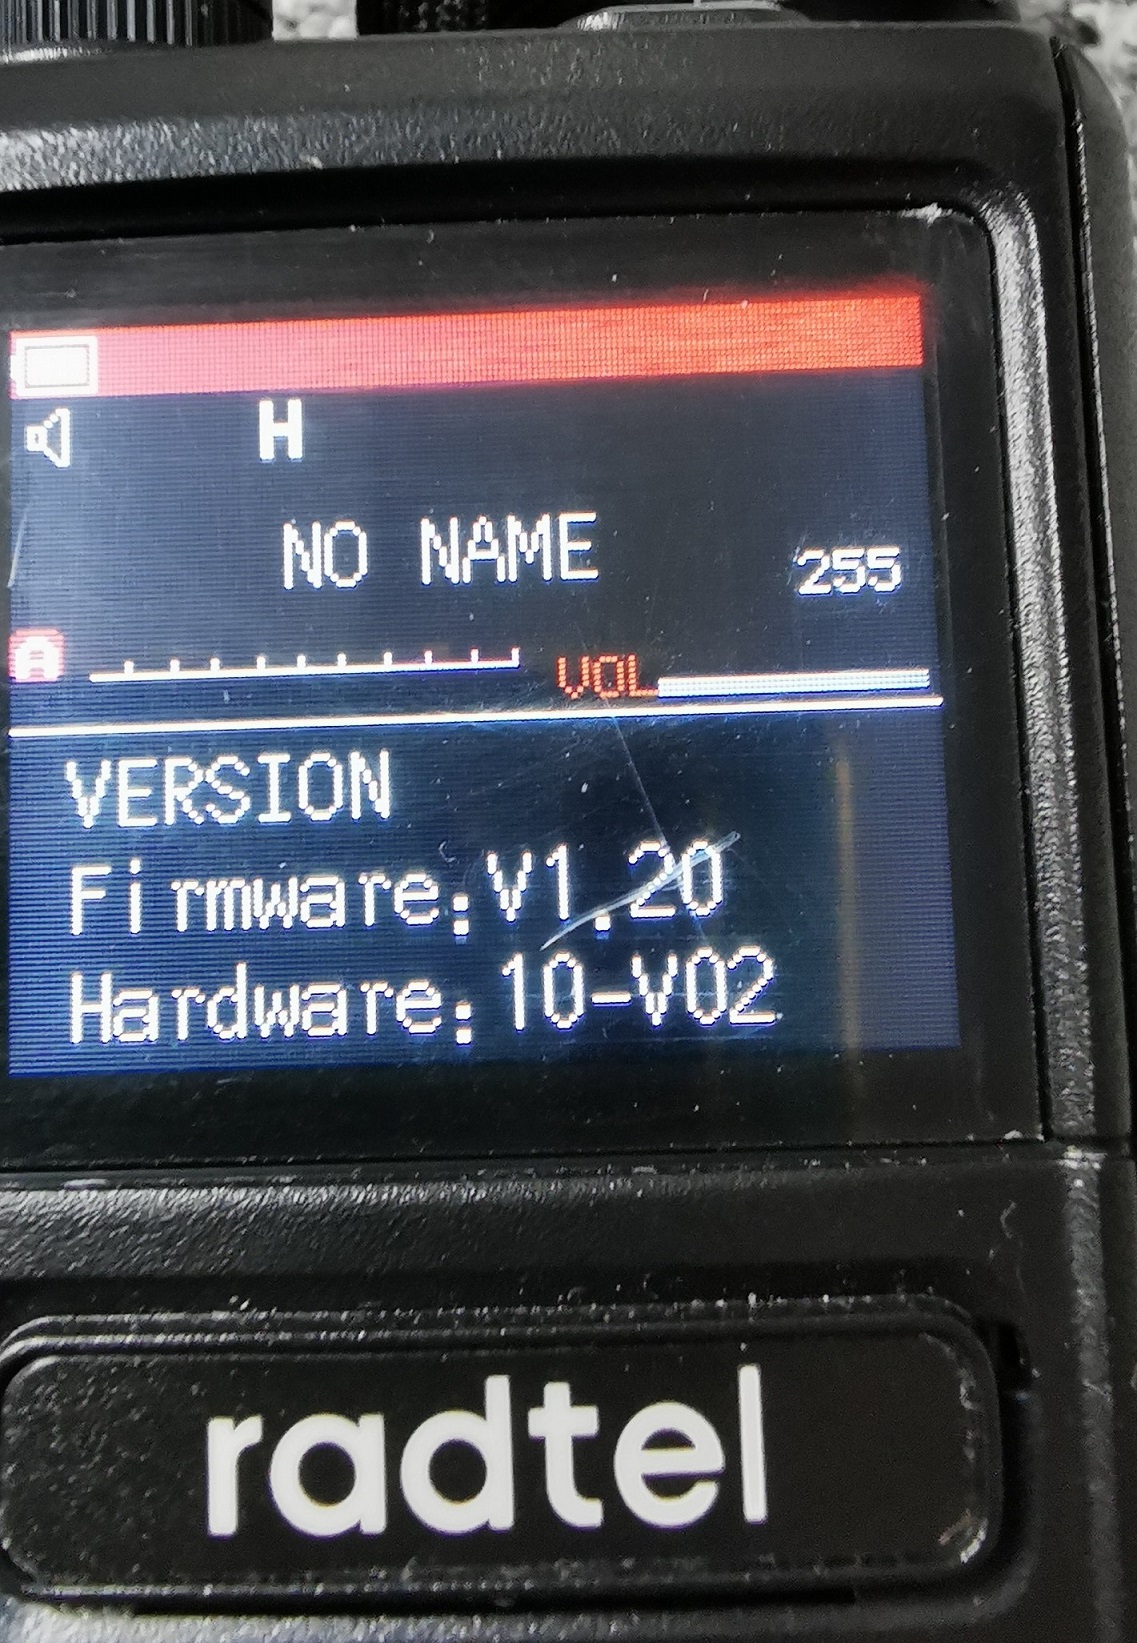 H
NO NAME
255
A
VOL
VERSION
Firmware:V1.20
Hardware:10-V02
radtel